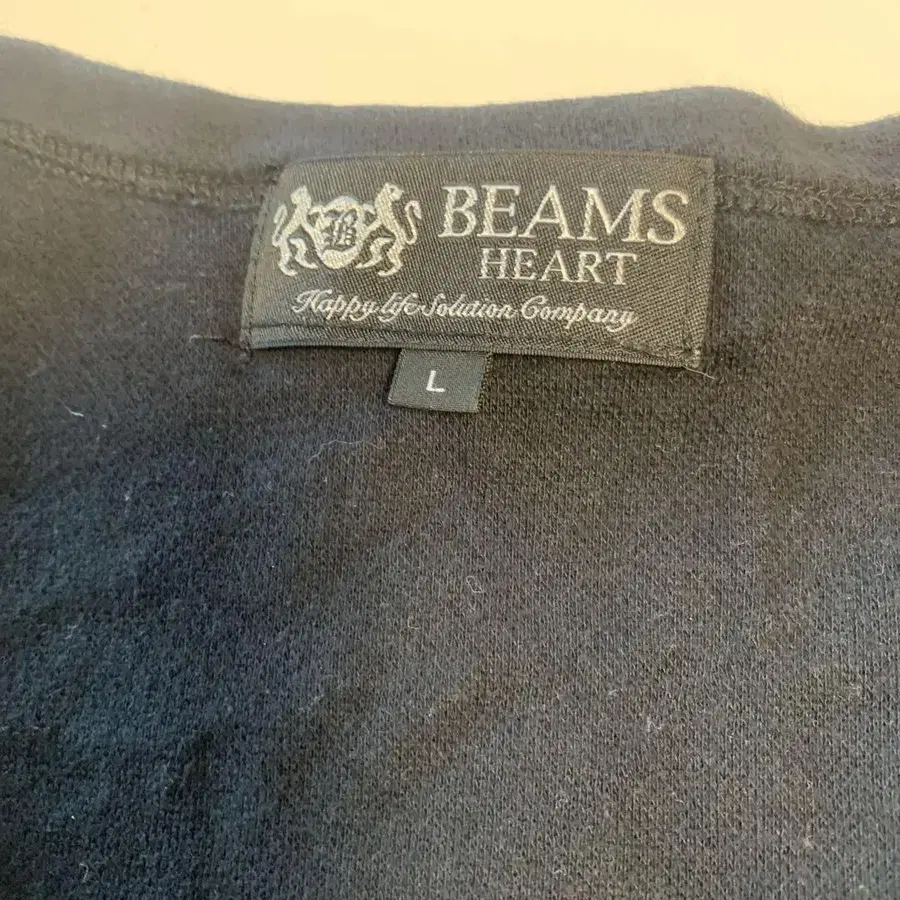 B
BEAMS
HEART
Happy life Solution Company
L